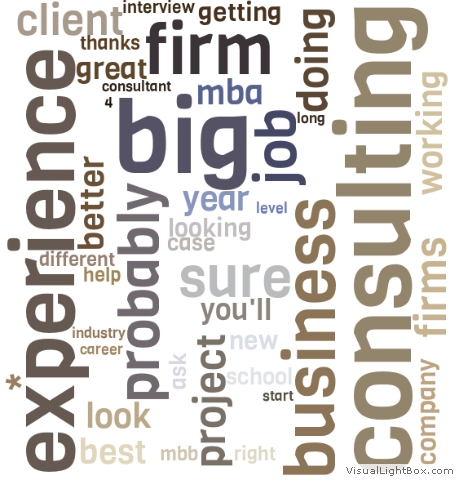 client
interview
getting
thanks
firm
doing
great
consultant
4
mba
big
long
job
consulting
working
experience
better
year
level
probably
looking
case
different
help
sure
business
you'll
firms
industry
career
project
new
*
ask
school
start
company
look
best
mbb
right
VisualLightBox.com